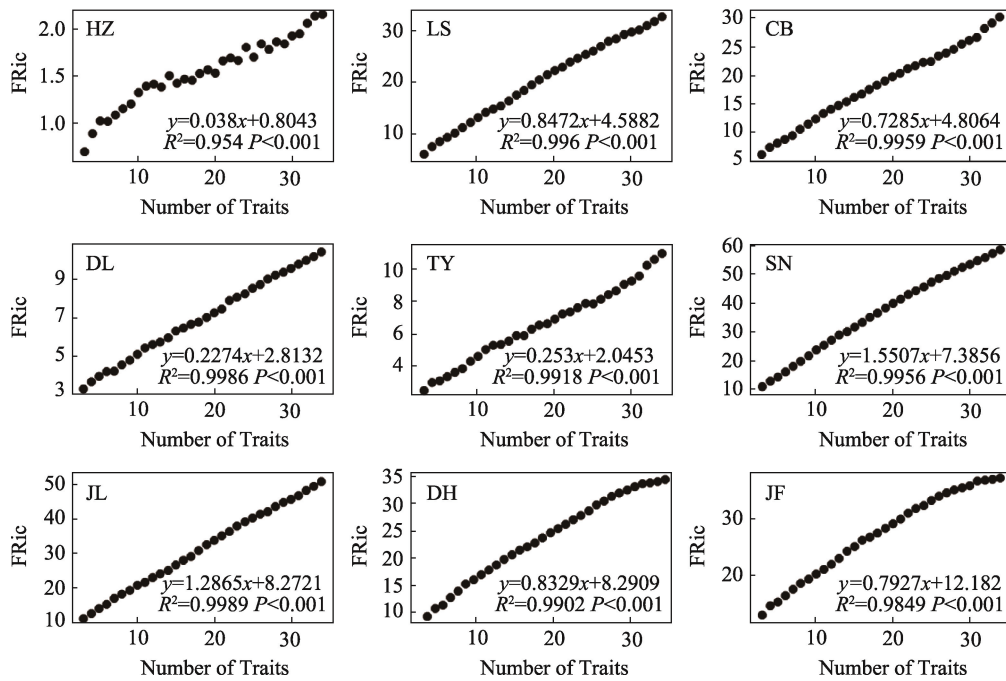 FRic
2.0
1.5
1.0
HZ
y=0.038x+0.8043
R²=0.954 P<0.001
10 20 30
Number of Traits
FRic
30
20
10
LS
y=0.8472x+4.5882
R²=0.996 P<0.001
10 20 30
Number of Traits
FRic
30
25
20
15
10
5
CB
y=0.7285x+4.8064
R²=0.9959 P<0.001
10 20 30
Number of Traits
FRic
9
7
5
3
DL
y=0.2274x+2.8132
R²=0.9986 P<0.001
10 20 30
Number of Traits
FRic
10
8
6
4
TY
y=0.253x+2.0453
R²=0.9918 P<0.001
10 20 30
Number of Traits
FRic
60
50
40
30
20
10
SN
y=1.5507x+7.3856
R²=0.9956 P<0.001
10 20 30
Number of Traits
FRic
50
40
30
20
10
JL
y=1.2865x+8.2721
R²=0.9989 P<0.001
10 20 30
Number of Traits
FRic
35
30
25
20
15
10
DH
y=0.8329x+8.2909
R²=0.9902 P<0.001
10 20 30
Number of Traits
FRic
30
20
JF
y=0.7927x+12.182
R²=0.9849 P<0.001
10 20 30
Number of Traits